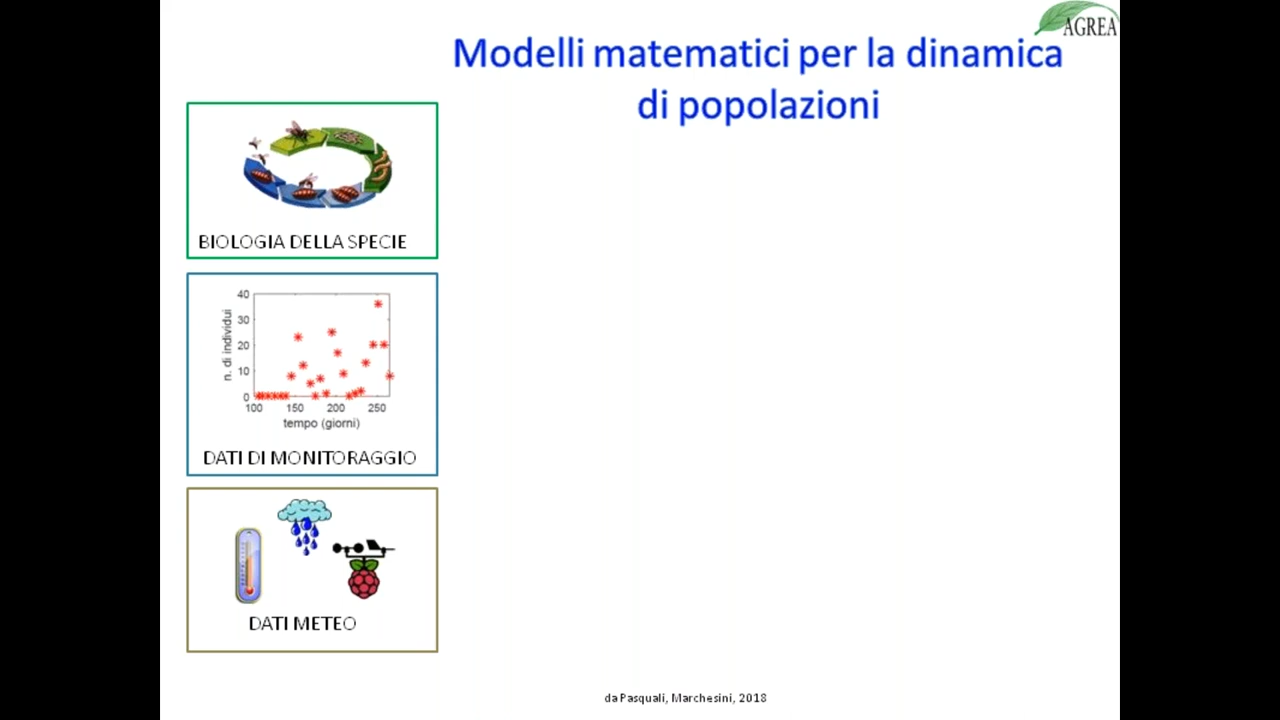 AGREA
Modelli matematici per la dinamica
di popolazioni
BIOLOGIA DELLA SPECIE
40
30
20
10
0
n. di individui
100 150 200 250
tempo (giorni)
DATI DI MONITORAGGIO
DATI METEO
da Pasquali, Marchesini, 2018